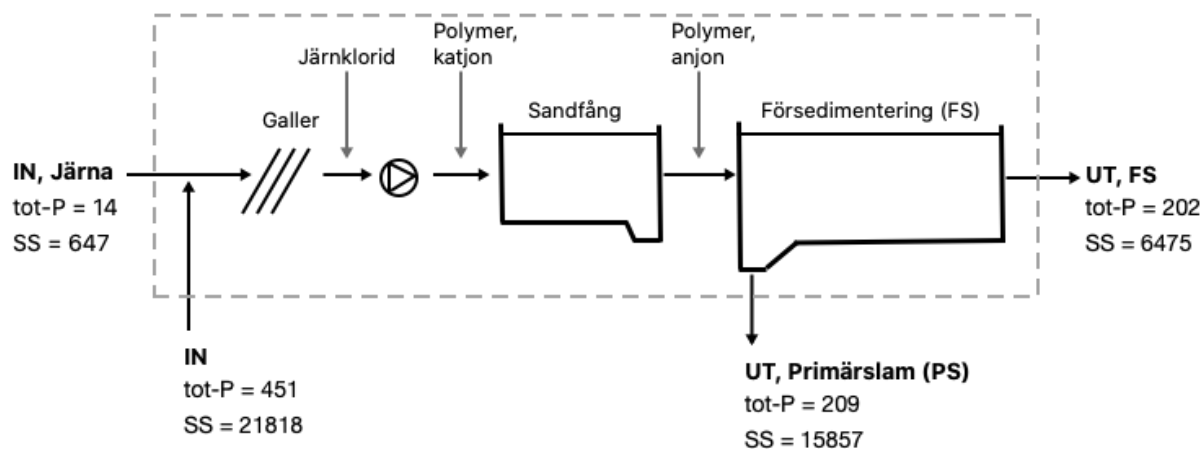 Polymer,
katjon
Polymer,
anjon
Järnklorid
Galler
Sandfång
Försedimentering (FS)
IN, Järna
tot-P = 14
SS = 647
UT, FS
tot-P = 202
SS = 6475
IN
tot-P = 451
SS = 21818
UT, Primärslam (PS)
tot-P = 209
SS = 15857